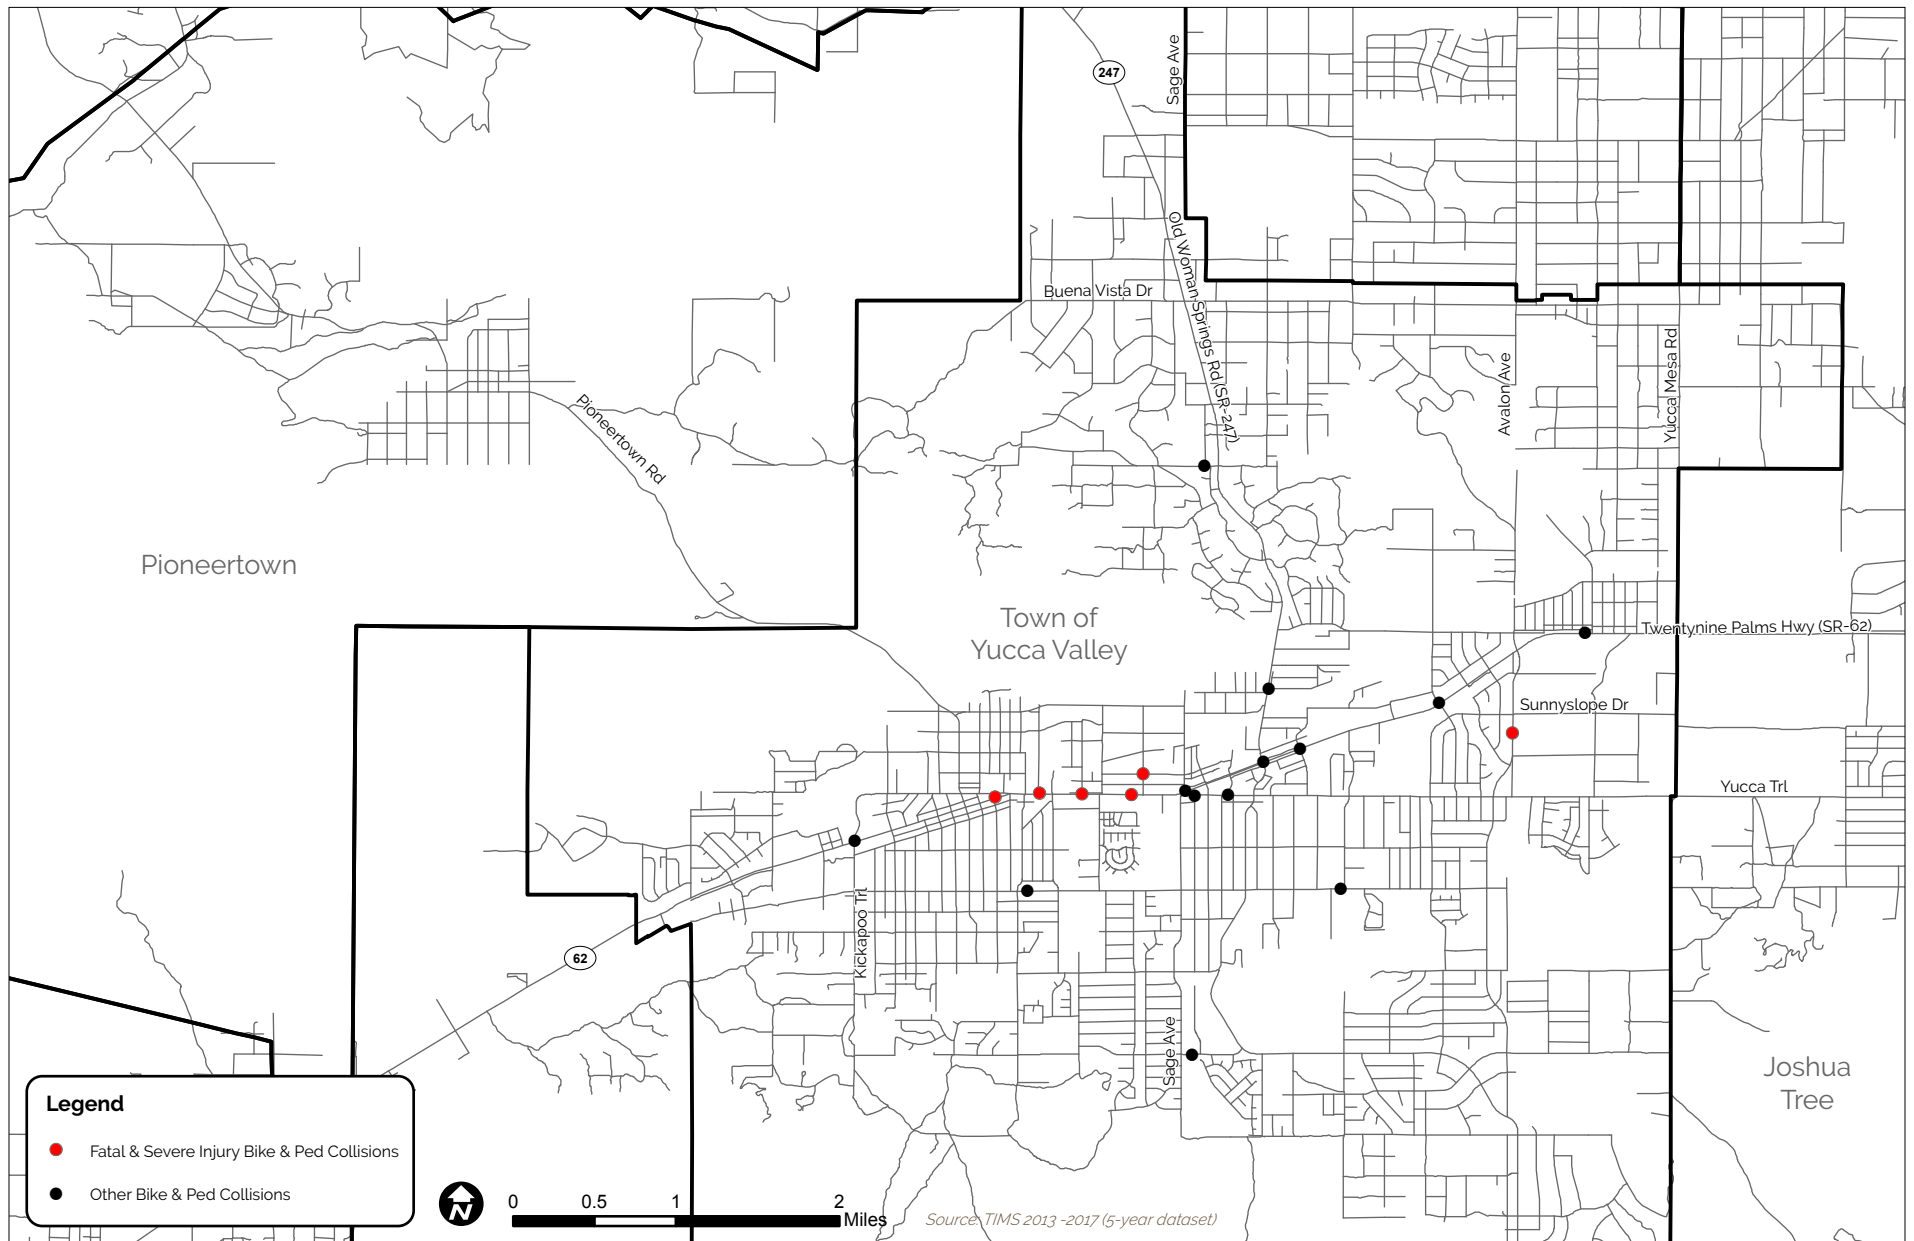 247
Sage Ave
Old Woman Springs Rd (SR-247)
Buena Vista Dr
Avalon Ave
Yucca Mesa Rd
Pioneertown Rd
Pioneertown
Town of
Yucca Valley
Twentynine Palms Hwy (SR-62)
Sunnyslope Dr
Yucca Trl
Kickapoo Trl
62
Sage Ave
Joshua
Tree
Legend
Fatal & Severe Injury Bike & Ped Collisions
Other Bike & Ped Collisions
N
0 0.5 1 2
Miles
Source: TIMS 2013 -2017 (5-year dataset)